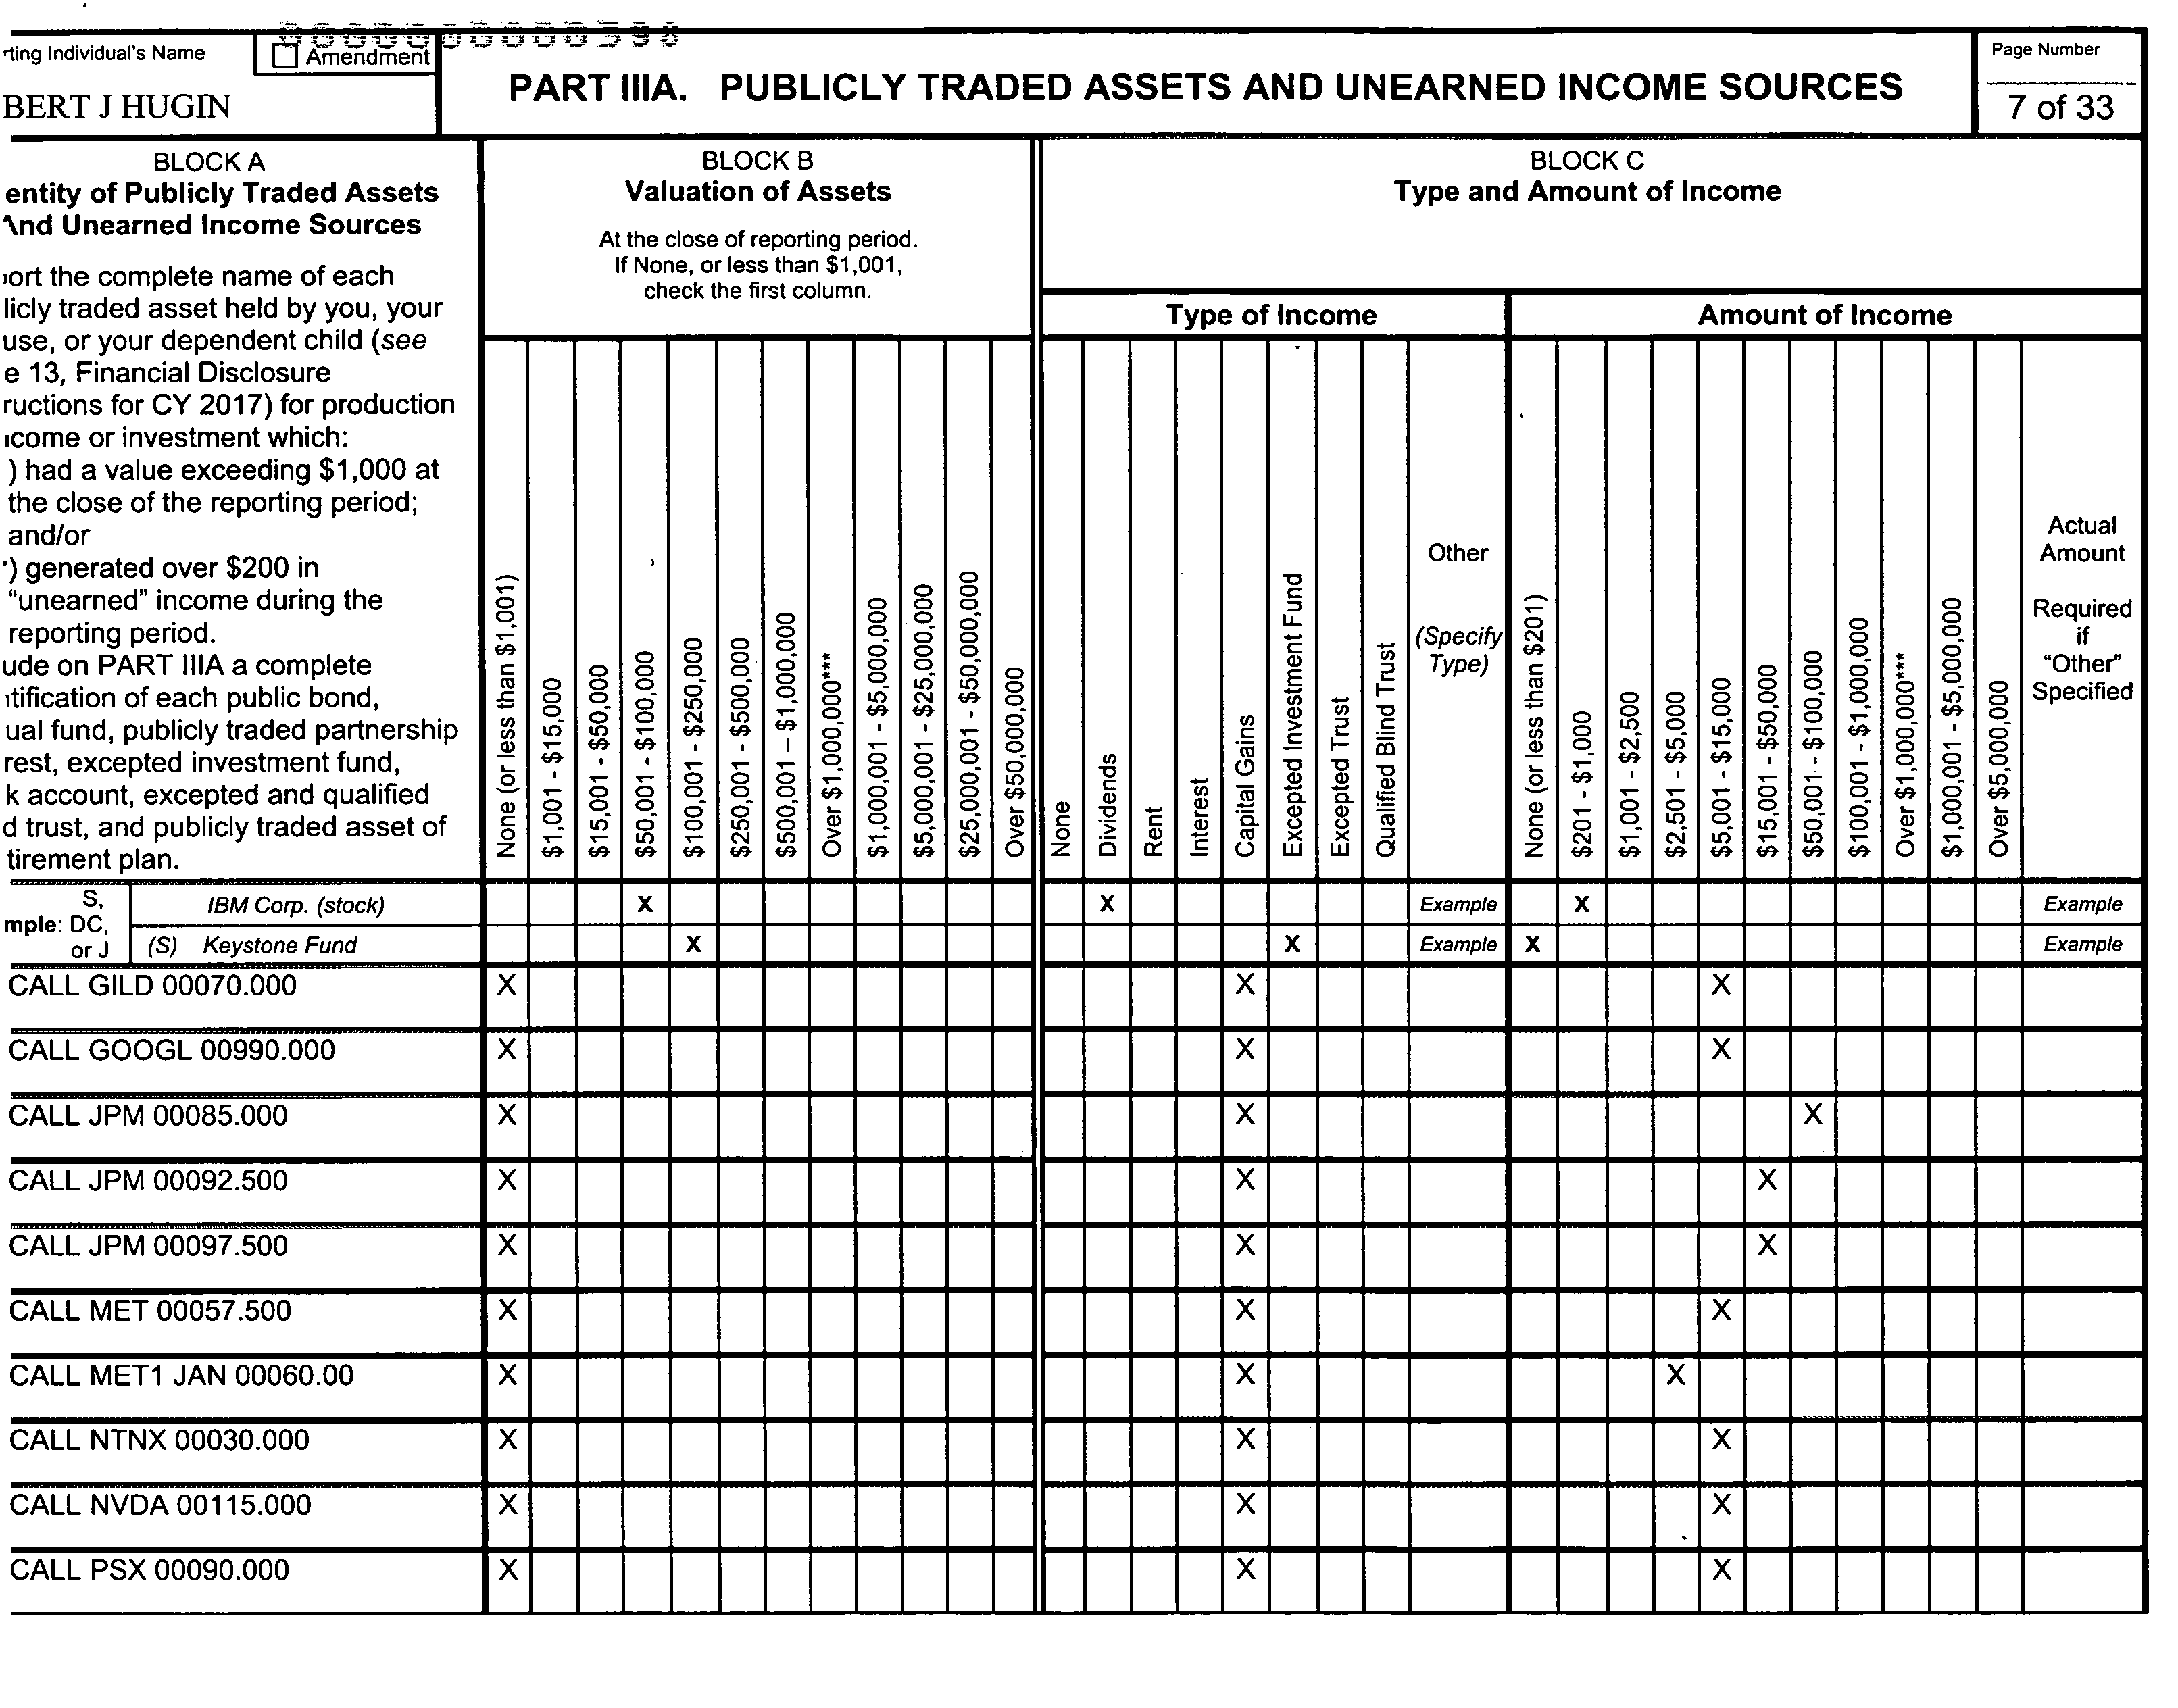 rting Individual's Name
Amendment
BERT J HUGIN
PART IIIA. PUBLICLY TRADED ASSETS AND UNEARNED INCOME SOURCES
Page Number
7 of 33
BLOCK A
entity of Publicly Traded Assets
And Unearned Income Sources
ort the complete name of each
licly traded asset held by you, your
use, or your dependent child (see
e 13, Financial Disclosure
ructions for CY 2017) for production
come or investment which:
) had a value exceeding $1,000 at
the close of the reporting period;
and/or
) generated over $200 in
“unearned” income during the
reporting period.
ude on PART IIIA a complete
tification of each public bond,
ual fund, publicly traded partnership
rest, excepted investment fund,
k account, excepted and qualified
d trust, and publicly traded asset of
tirement plan.
BLOCK B
Valuation of Assets
At the close of reporting period.
If None, or less than $1,001,
check the first column.
None (or less than $1,001)
$1,001 - $15,000
$15,001 - $50,000
$50,001 - $100,000
$100,001 - $250,000
$250,001 - $500,000
$500,001 – $1,000,000
Over $1,000,000***
$1,000,001 - $5,000,000
$5,000,001 - $25,000,000
$25,000,001 - $50,000,000
Over $50,000,000
BLOCK C
Type and Amount of Income
Type of Income
None
Dividends
Rent
Interest
Capital Gains
Excepted Investment Fund
Excepted Trust
Qualified Blind Trust
Other
(Specify
Type)
Amount of Income
None (or less than $201)
$201 - $1,000
$1,001 - $2,500
$2,501 - $5,000
$5,001 - $15,000
$15,001 - $50,000
$50,001 - $100,000
$100,001 - $1,000,000
Over $1,000,000***
$1,000,001 - $5,000,000
Over $5,000,000
Actual
Amount
Required
if
“Other”
Specified
mple: S,
DC,
or J
IBM Corp. (stock) X X Example X Example
(S) Keystone Fund X X Example X Example
CALL GILD 00070.000 X X X
CALL GOOGL 00990.000 X X X
CALL JPM 00085.000 X X X
CALL JPM 00092.500 X X X
CALL JPM 00097.500 X X X
CALL MET 00057.500 X X X
CALL MET1 JAN 00060.00 X X X
CALL NTNX 00030.000 X X X
CALL NVDA 00115.000 X X X
CALL PSX 00090.000 X X X